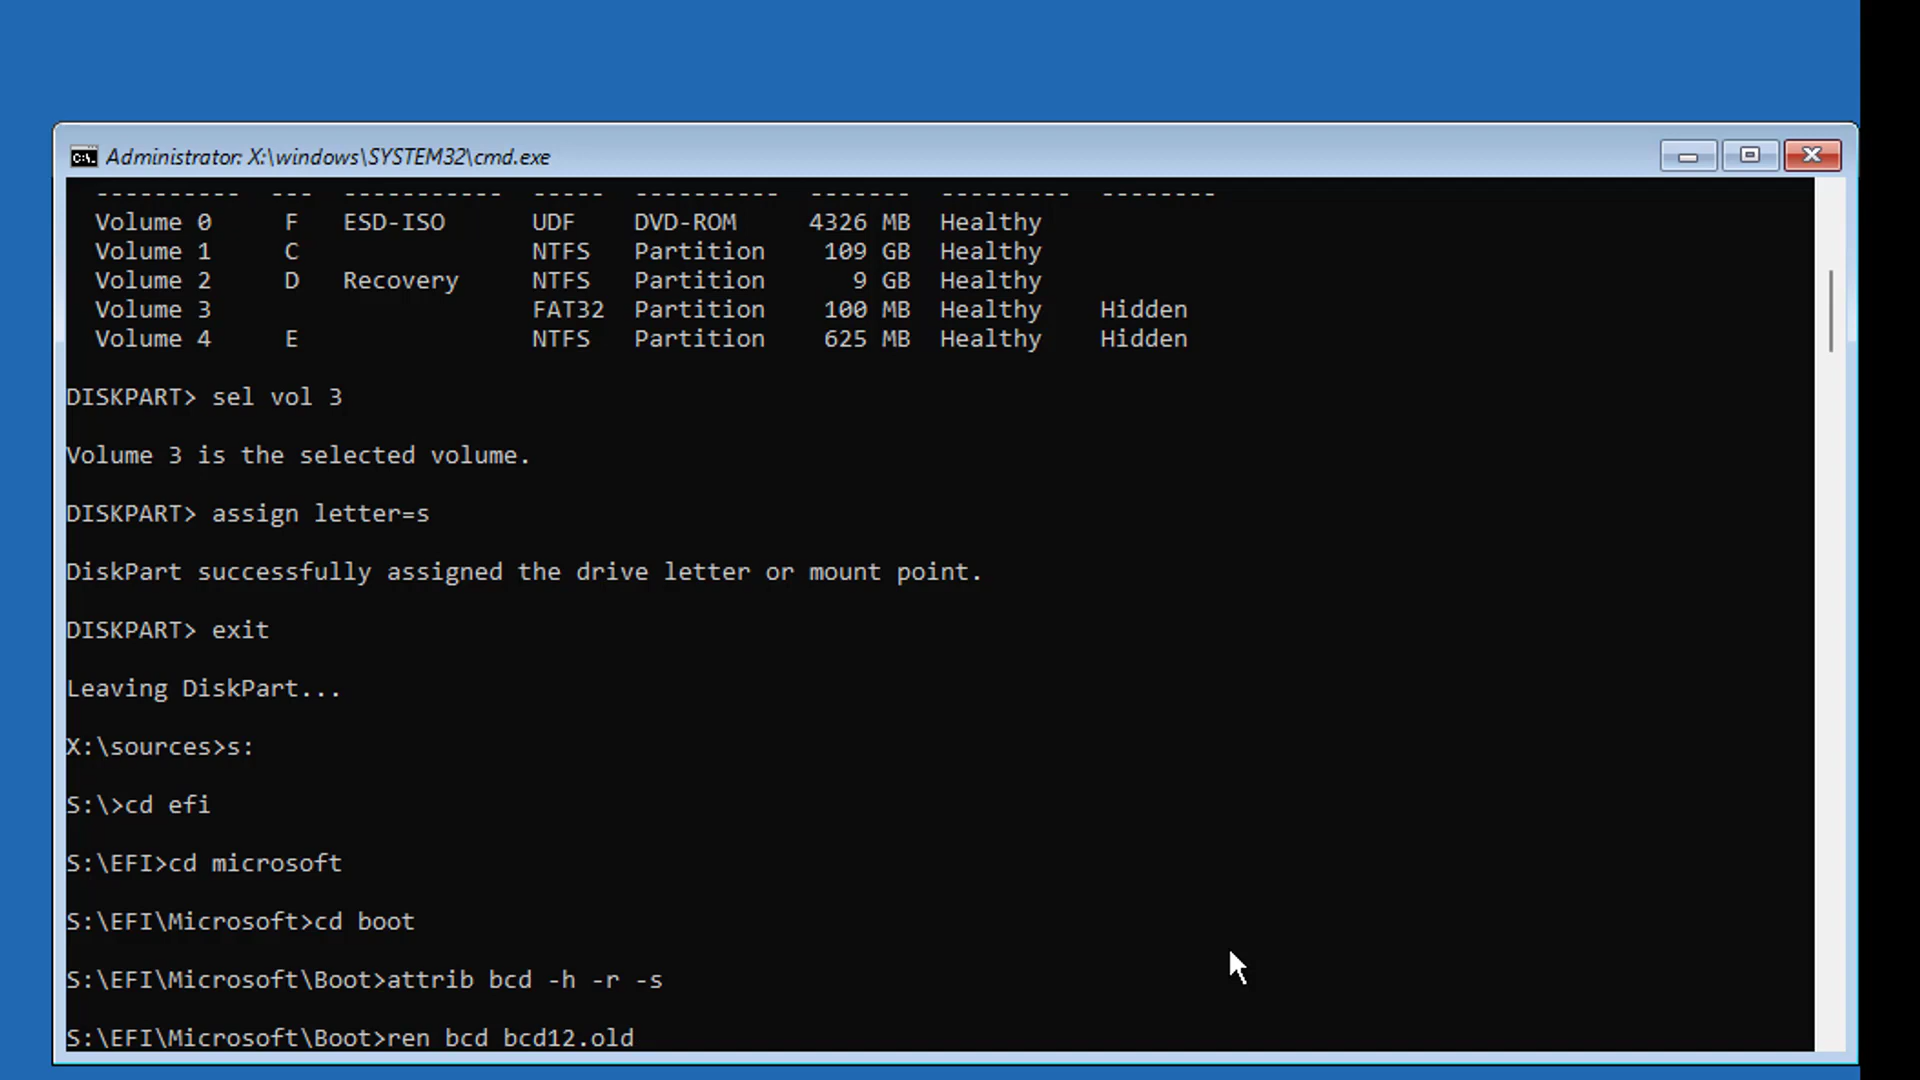 Administrator: X:\windows\SYSTEM32\cmd.exe
---------- --- ----------- ----- ---------- ------- --------- --------
Volume 0 F ESD-ISO UDF DVD-ROM 4326 MB Healthy
Volume 1 C NTFS Partition 109 GB Healthy
Volume 2 D Recovery NTFS Partition 9 GB Healthy
Volume 3 FAT32 Partition 100 MB Healthy Hidden
Volume 4 E NTFS Partition 625 MB Healthy Hidden
DISKPART> sel vol 3
Volume 3 is the selected volume.
DISKPART> assign letter=s
DiskPart successfully assigned the drive letter or mount point.
DISKPART> exit
Leaving DiskPart...
X:\sources>s:
S:\>cd efi
S:\EFI>cd microsoft
S:\EFI\Microsoft>cd boot
S:\EFI\Microsoft\Boot>attrib bcd -h -r -s
S:\EFI\Microsoft\Boot>ren bcd bcd12.old